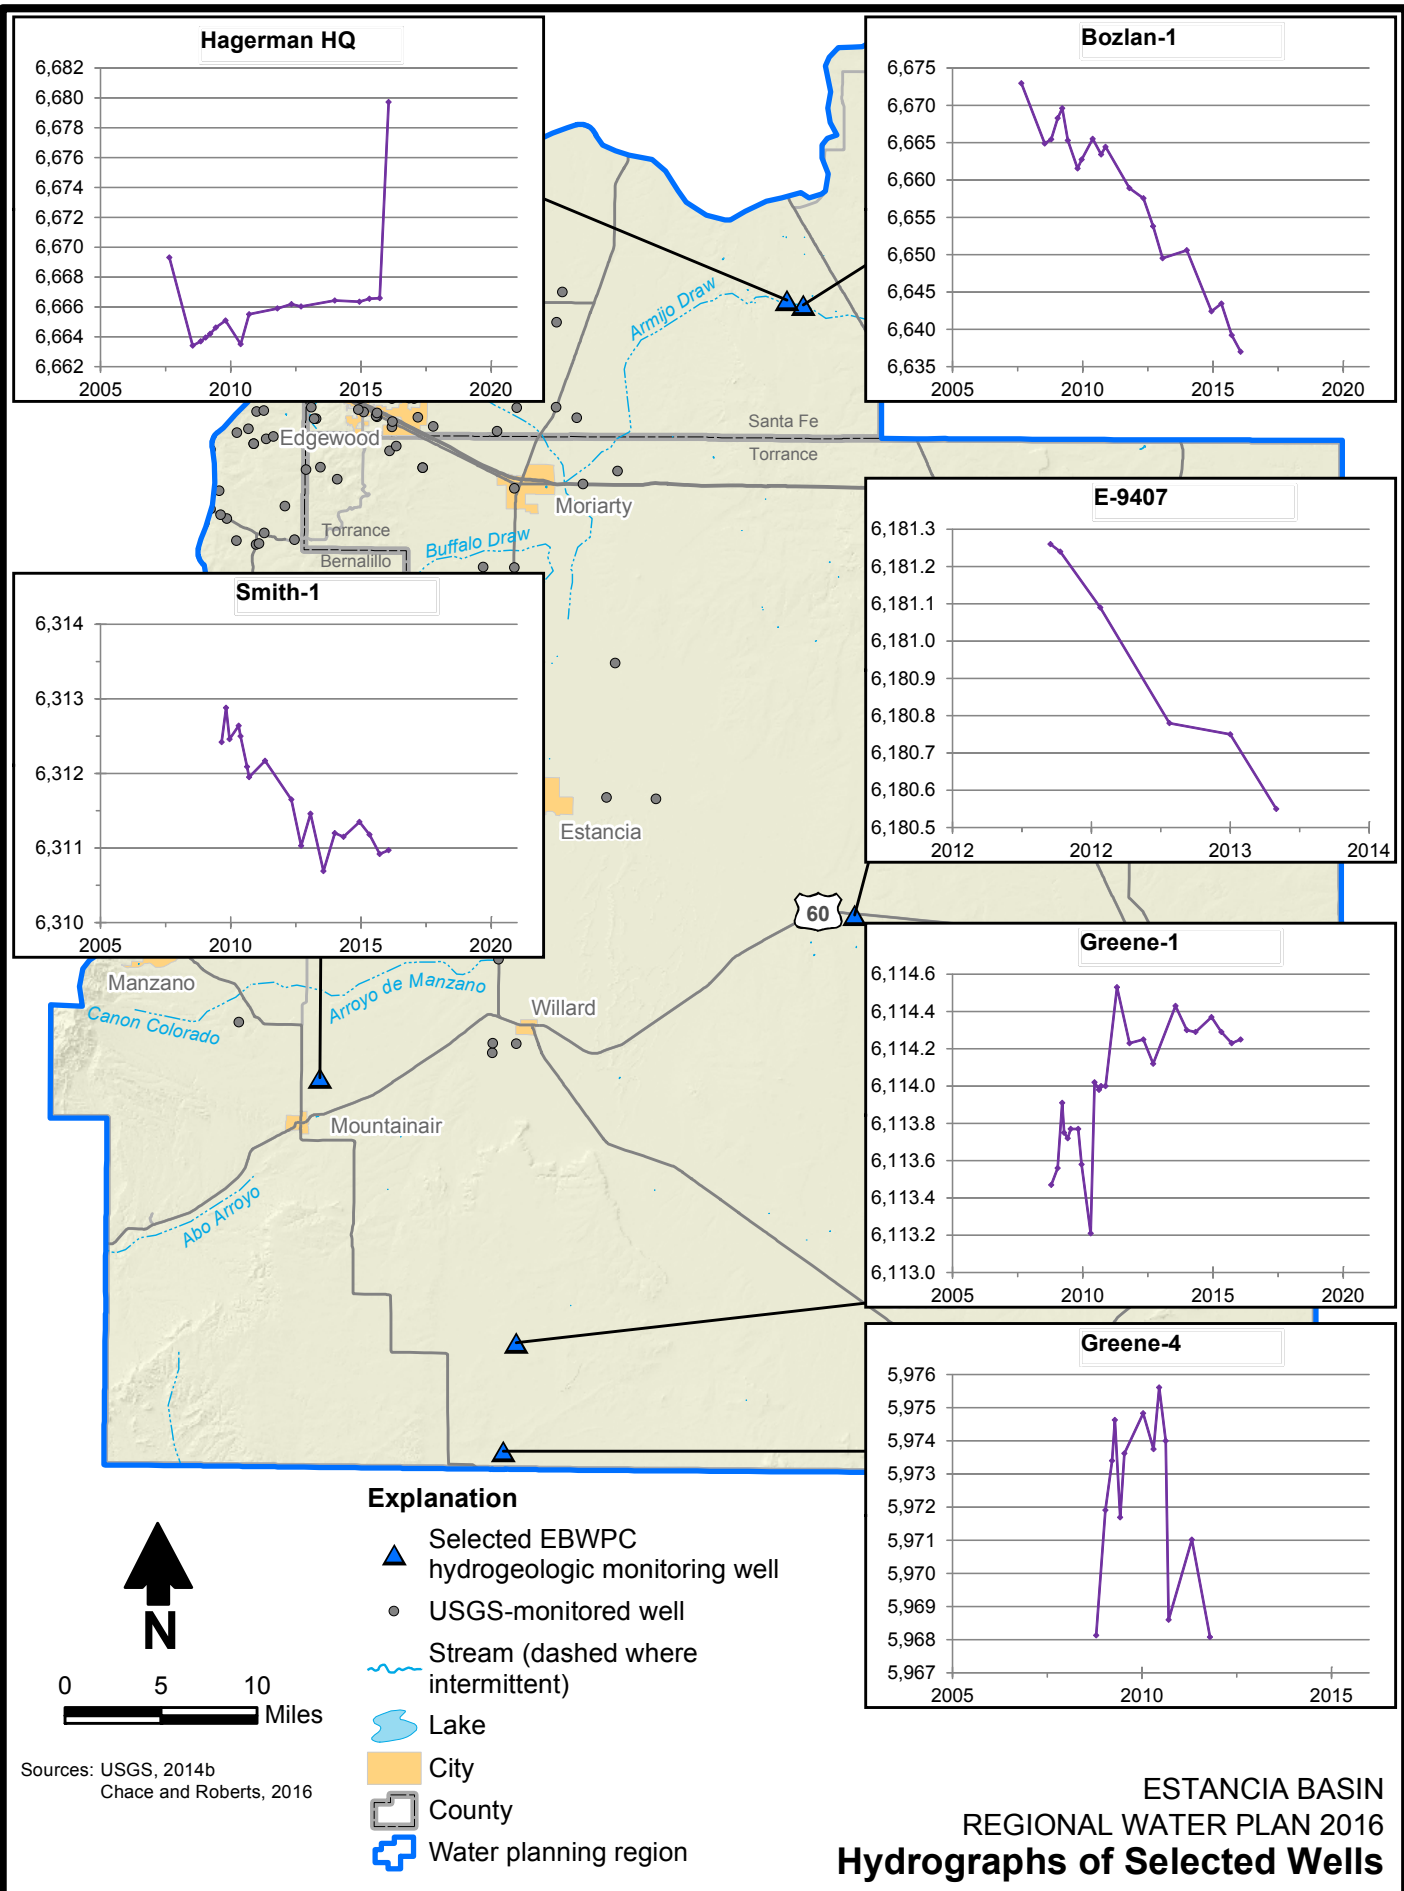 Hagerman HQ
6,682
6,680
6,678
6,676
6,674
6,672
6,670
6,668
6,666
6,664
6,662
2005 2010 2015 2020
Bozlan-1
6,675
6,670
6,665
6,660
6,655
6,650
6,645
6,640
6,635
2005 2010 2015 2020
Armijo Draw
Santa Fe
Torrance
Edgewood
Moriarty
Torrance
Bernalillo
Buffalo Draw
E-9407
6,181.3
6,181.2
6,181.1
6,181.0
6,180.9
6,180.8
6,180.7
6,180.6
6,180.5
2012 2012 2013 2014
Smith-1
6,314
6,313
6,312
6,311
6,310
2005 2010 2015 2020
Estancia
60
Manzano
Canon Colorado
Arroyo de Manzano
Willard
Mountainair
Abo Arroyo
Greene-1
6,114.6
6,114.4
6,114.2
6,114.0
6,113.8
6,113.6
6,113.4
6,113.2
6,113.0
2005 2010 2015 2020
Greene-4
5,976
5,975
5,974
5,973
5,972
5,971
5,970
5,969
5,968
5,967
2005 2010 2015
Explanation
Selected EBWPC
hydrogeologic monitoring well
USGS-monitored well
Stream (dashed where
intermittent)
Lake
City
County
Water planning region
N
0 5 10
Miles
Sources: USGS, 2014b
Chace and Roberts, 2016
ESTANCIA BASIN
REGIONAL WATER PLAN 2016
Hydrographs of Selected Wells